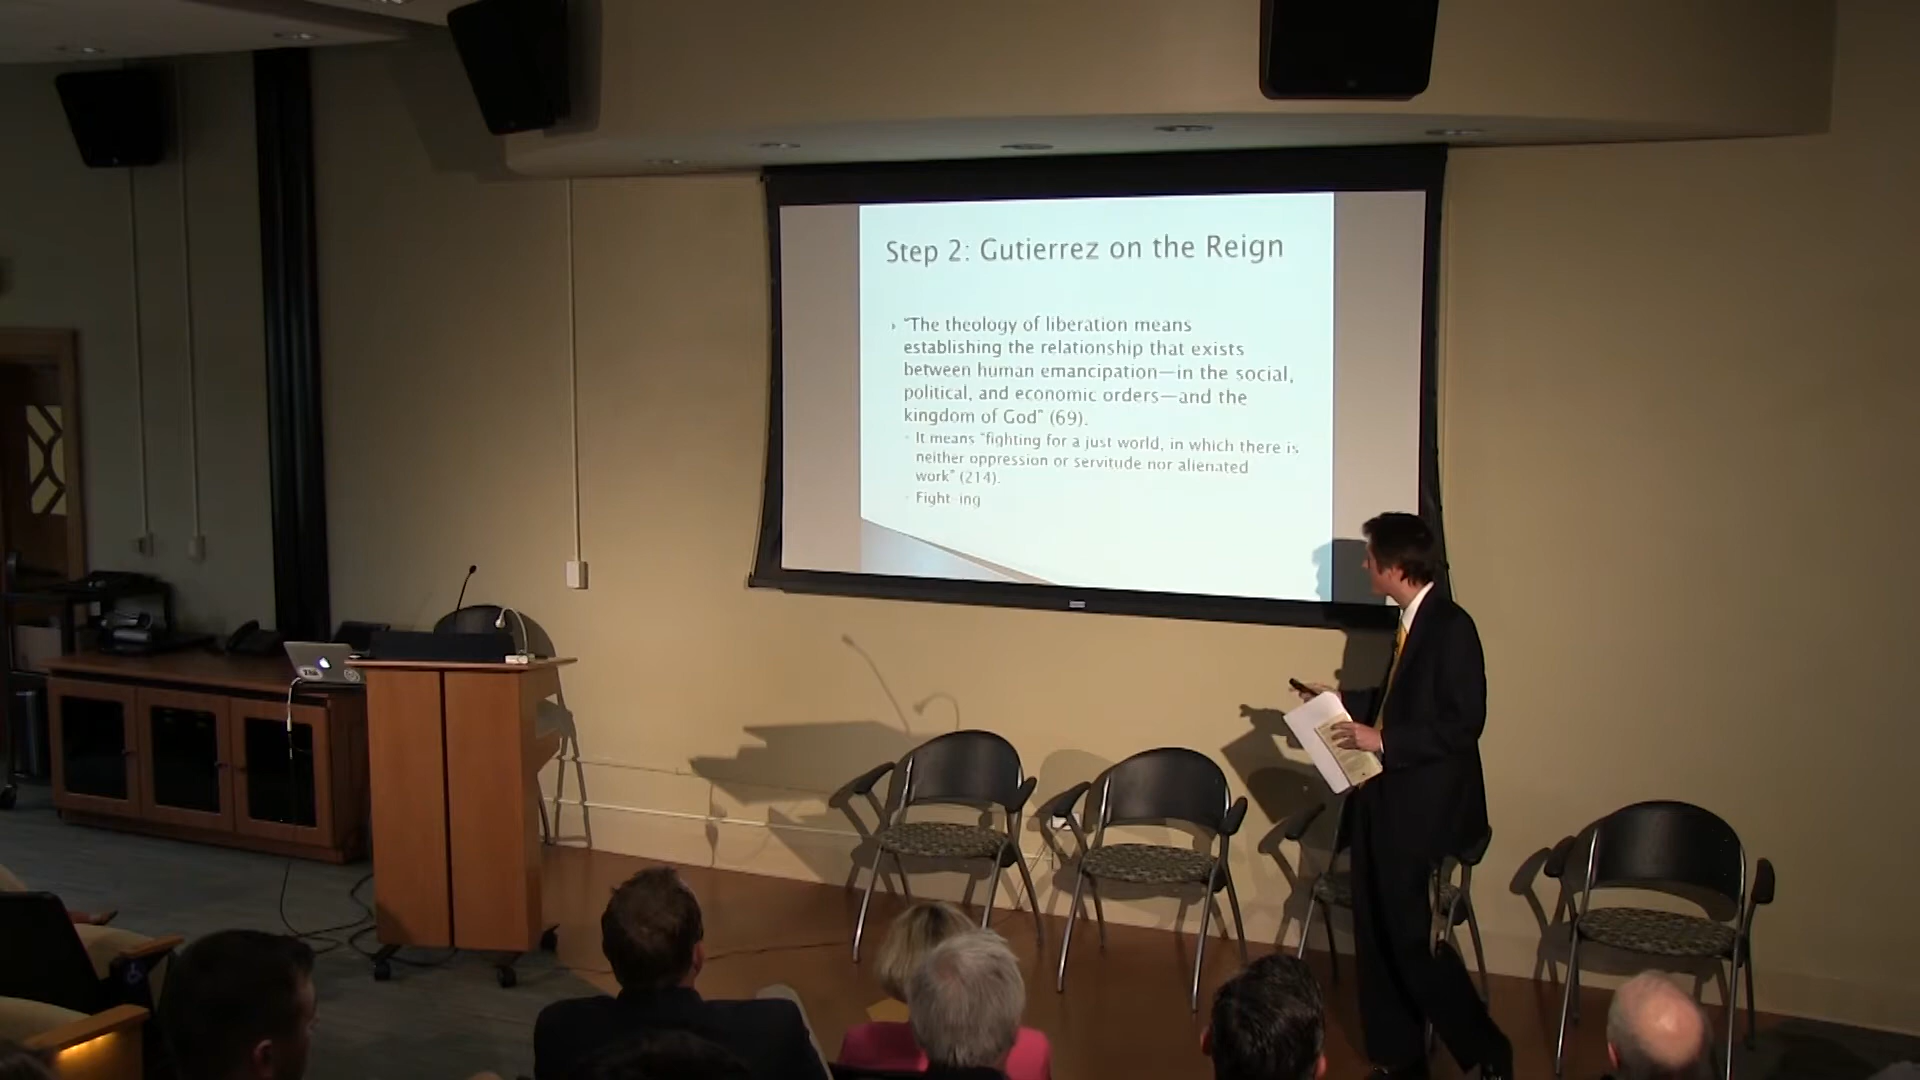 Step 2: Gutierrez on the Reign
"The theology of liberation means
establishing the relationship that exists
between human emancipation—in the social,
political, and economic orders—and the
kingdom of God" (69).
It means "fighting for a just world, in which there is
neither oppression or servitude nor alienated
work" (214).
Fight-ing